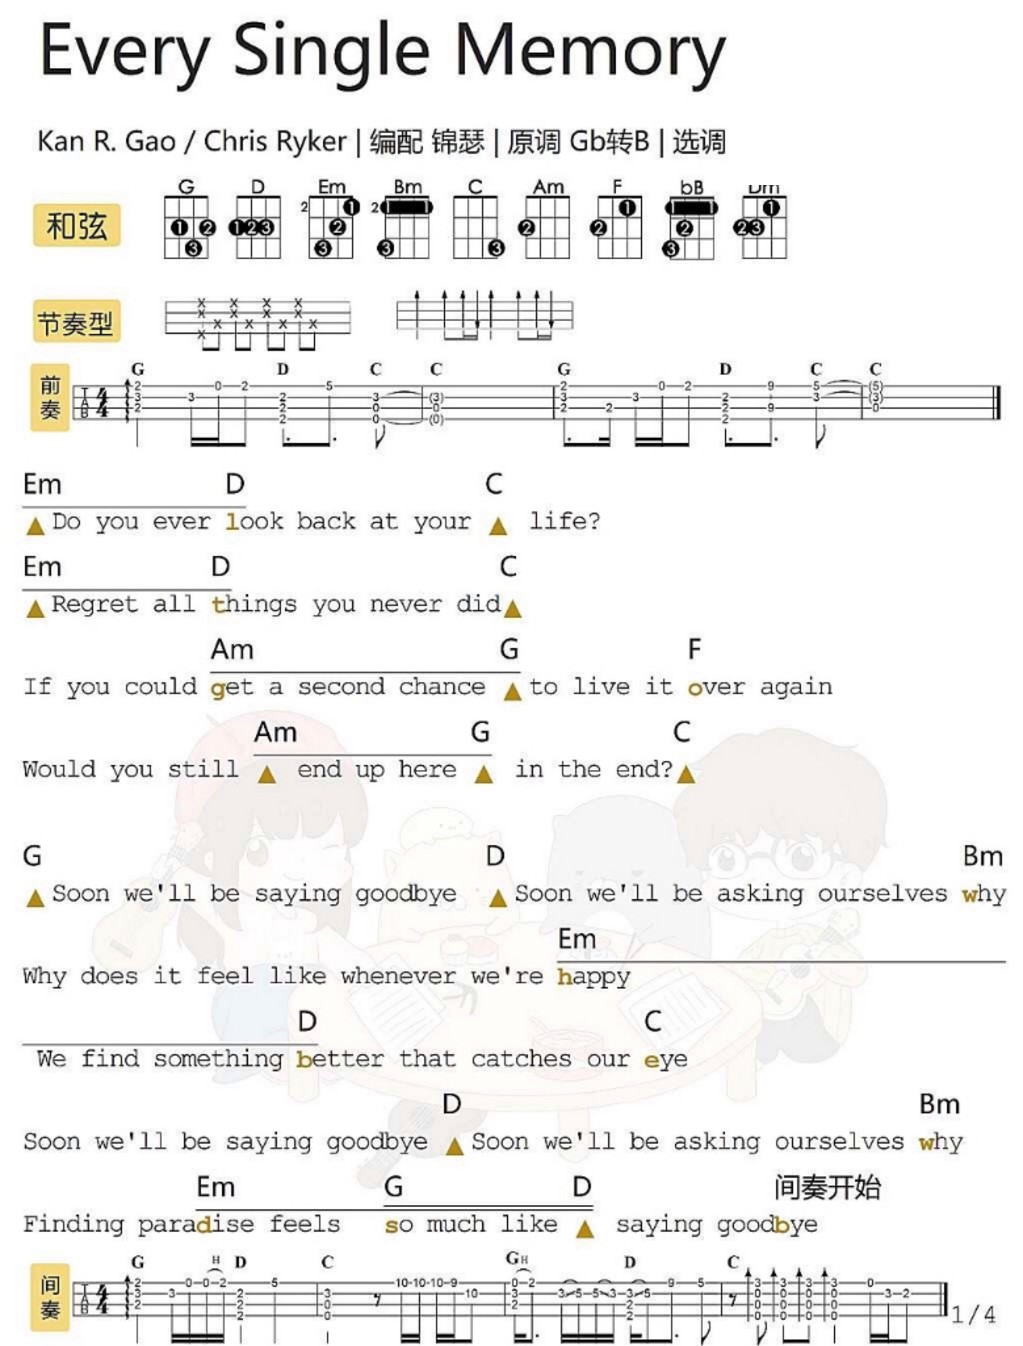 Every Single Memory
Kan R. Gao / Chris Ryker | 编配 锦瑟 | 原调 Gb转B | 选调
和弦 G D Em Bm C Am F bB Dm
节奏型
前奏 G D C C G D C C
Em D C
Do you ever look back at your life?
Em D C
Regret all things you never did
Am G F
If you could get a second chance to live it over again
Am G C
Would you still end up here in the end?
G D Bm
Soon we'll be saying goodbye Soon we'll be asking ourselves why
Em
Why does it feel like whenever we're happy
D C
We find something better that catches our eye
D Bm
Soon we'll be saying goodbye Soon we'll be asking ourselves why
Em G D 间奏开始
Finding paradise feels so much like saying goodbye
间奏 G H D C G H D C
1/4